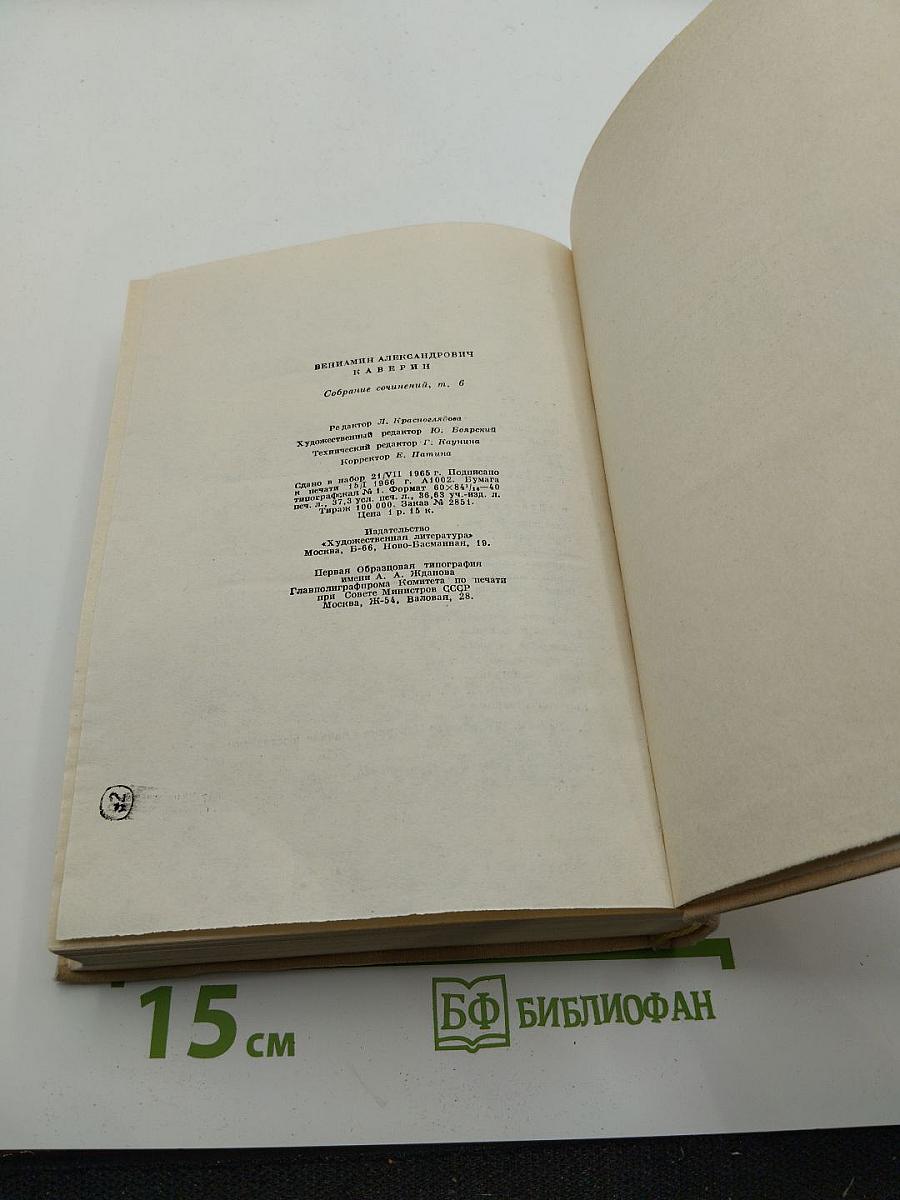 ВЕНИАМИН АЛЕКСАНДРОВИЧ
КАВЕРИН
Собрание сочинений, т. 6
Редактор Л. Красноглядова
Художественный редактор Ю. Боярский
Технический редактор Г. Каунина
Корректор Е. Патина
Сдано в набор 21/VII 1965 г. Подписано
к печати 15/I 1966 г. А1002. Бумага
типографская № 1. Формат 60×84¹/₁₆—40
печ. л., 37,3 усл. печ. л., 36,63 уч.-изд. л.
Тираж 100 000. Заказ № 2851.
Цена 1 р. 15 к.
Издательство
«Художественная литература»
Москва, Б-66, Ново-Басманная, 19.
Первая Образцовая типография
имени А. А. Жданова
Главполиграфпрома Комитета по печати
при Совете Министров СССР
Москва, Ж-54, Валовая, 28.
15 см
БФ БИБЛИОФАН